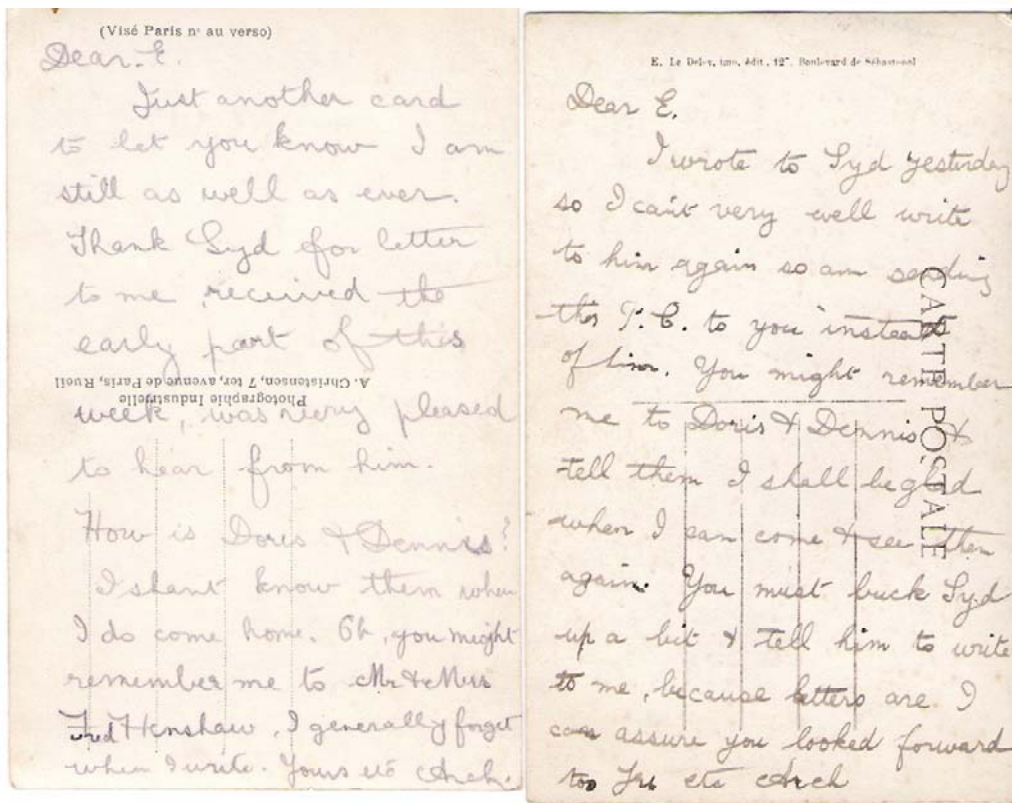 (Visé Paris n° au verso)
Dear E.
Just another card
to let you know I am
still as well as ever.
Thank Syd for letter
to me, received the
early part of this
week, was very pleased
to hear from him.
How is Doris & Dennis?
I shant know them when
I do come home. Oh, you might
remember me to Mr & Mrs
Fred Henshaw, I generally forget
when I write. Yours etc Arch.
Photographie Industrielle
A. Christensen, 7 ter, avenue de Paris, Rueil
E. Le Deley, imp. édit., 127, Boulevard de Sébastopol
Dear E.
I wrote to Syd yesterday
so I can't very well write
to him again so am sending
this P.C. to you instead
of him. You might remember
me to Doris & Dennis &
tell them I shall be glad
when I can come & see them
again. You must buck Syd
up a bit & tell him to write
to me, because letters are I
can assure you looked forward
too Yrs etc Arch
CARTE POSTALE